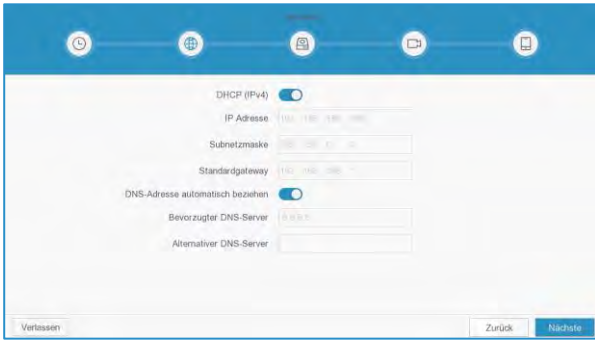 DHCP (IPv4)
IP Adresse
Subnetzmaske
Standardgateway
DNS-Adresse automatisch beziehen
Bevorzugter DNS-Server
Alternativer DNS-Server
Verlassen
Zurück
Nächste